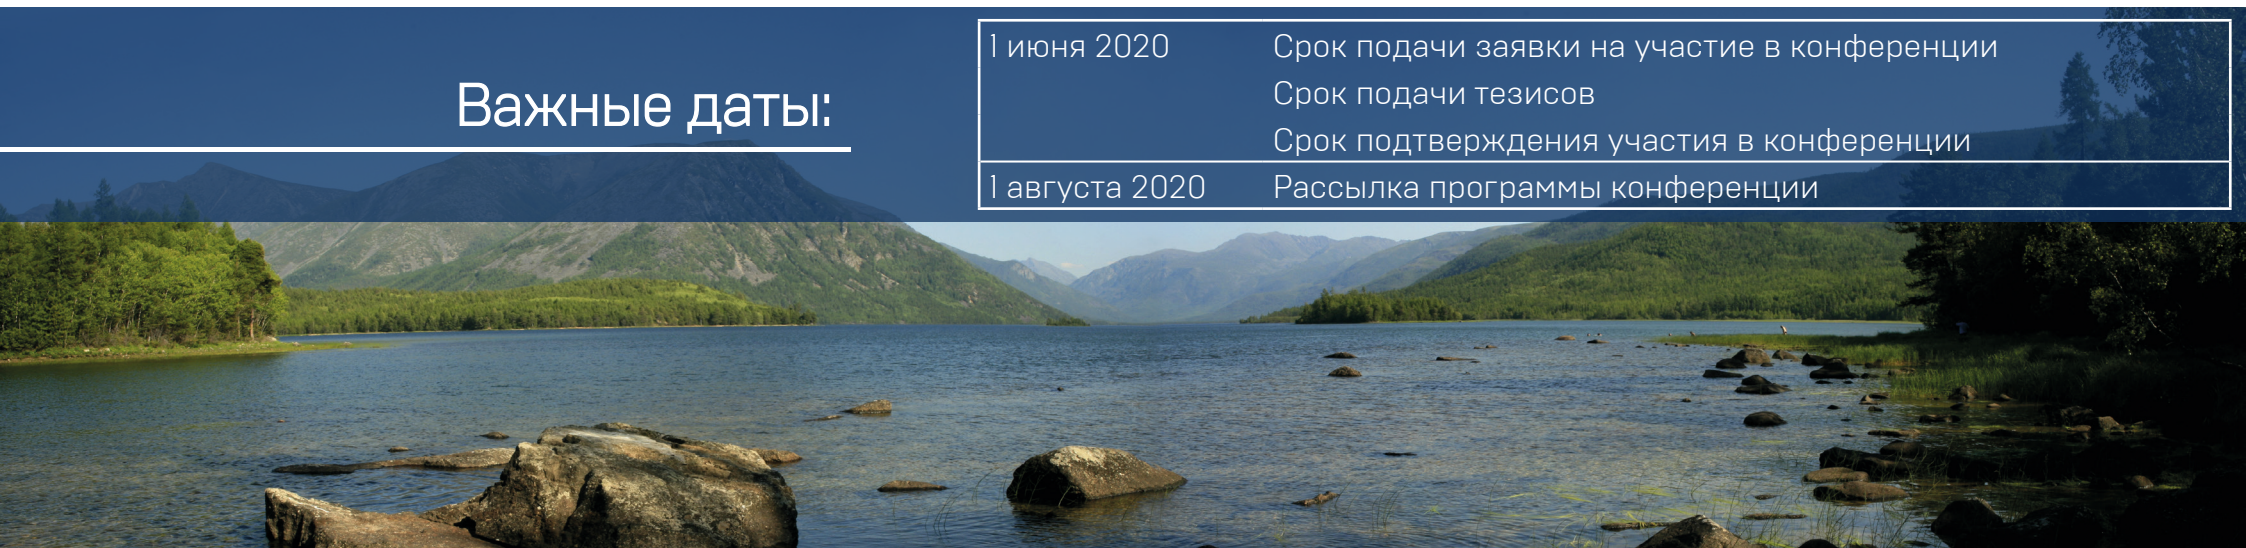 Важные даты:
1 июня 2020 Срок подачи заявки на участие в конференции
Срок подачи тезисов
Срок подтверждения участия в конференции
1 августа 2020 Рассылка программы конференции